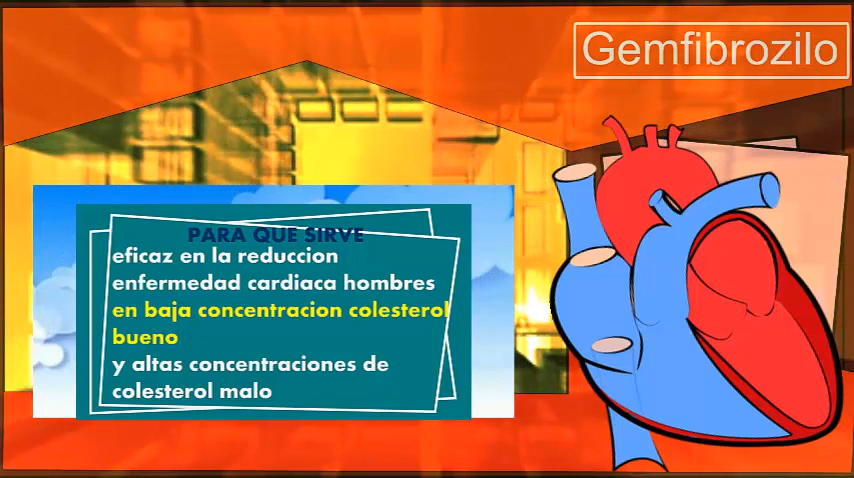 Gemfibrozilo
PARA QUE SIRVE
eficaz en la reduccion
enfermedad cardiaca hombres
en baja concentracion colesterol
bueno
y altas concentraciones de
colesterol malo